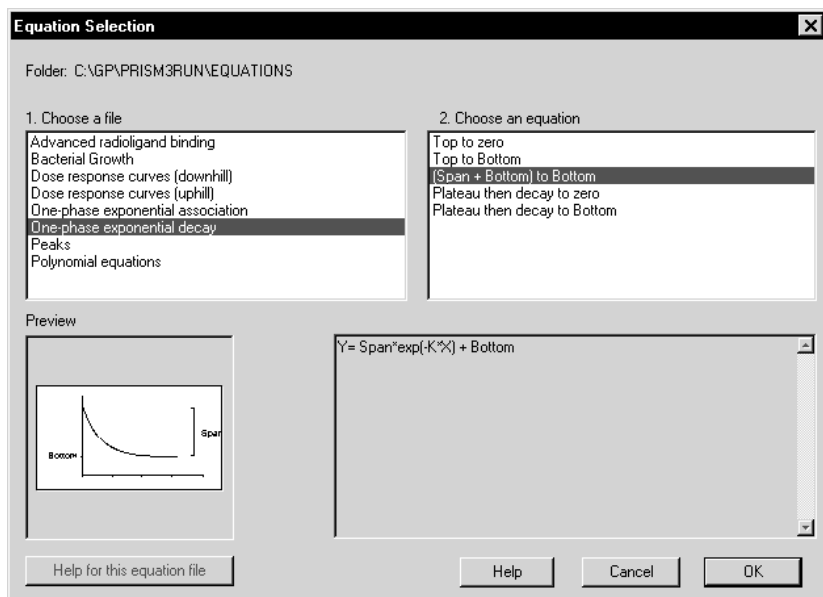 Equation Selection
Folder: C:\GP\PRISM3RUN\EQUATIONS
1. Choose a file
Advanced radioligand binding
Bacterial Growth
Dose response curves (downhill)
Dose response curves (uphill)
One-phase exponential association
One-phase exponential decay
Peaks
Polynomial equations
2. Choose an equation
Top to zero
Top to Bottom
(Span + Bottom) to Bottom
Plateau then decay to zero
Plateau then decay to Bottom
Preview
Bottom
Span
Y= Span*exp(-K*X) + Bottom
Help for this equation file
Help
Cancel
OK